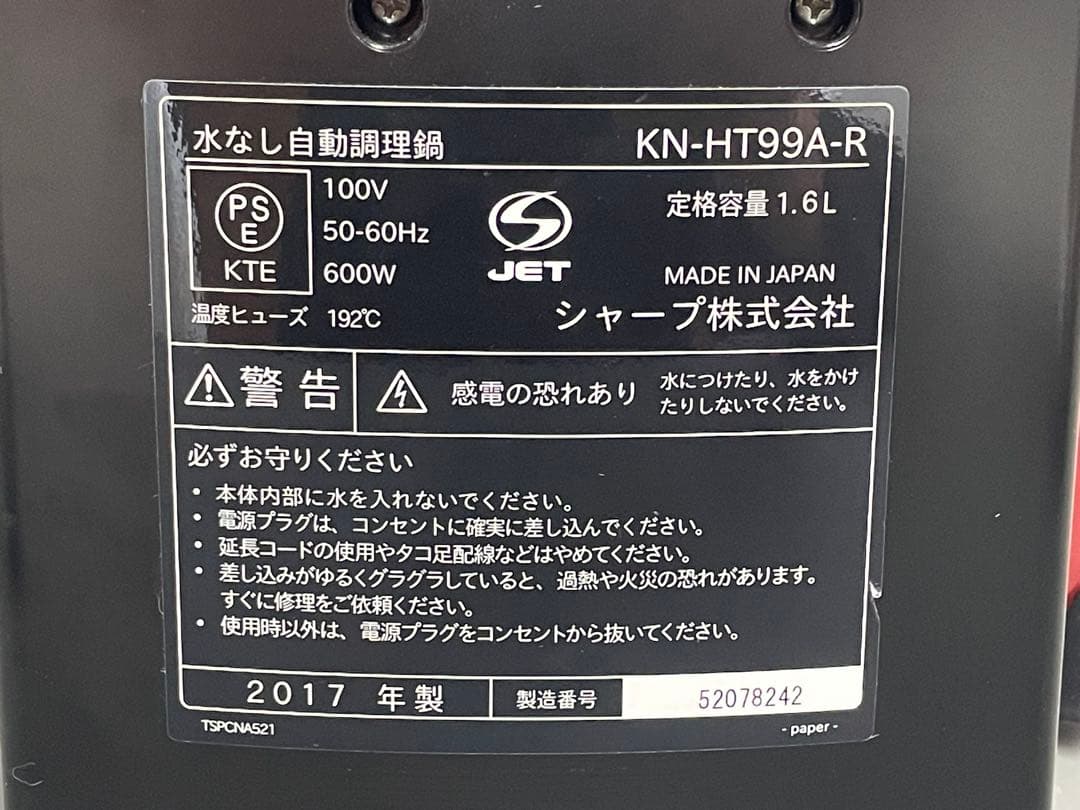 水なし自動調理鍋 KN-HT99A-R
PSE
KTE
100V
50-60Hz
600W
JET
定格容量 1.6L
MADE IN JAPAN
温度ヒューズ 192℃
シャープ株式会社
警告
感電の恐れあり
水につけたり、水をかけ
たりしないでください。
必ずお守りください
• 本体内部に水を入れないでください。
• 電源プラグは、コンセントに確実に差し込んでください。
• 延長コードの使用やタコ足配線などはやめてください。
• 差し込みがゆるくグラグラしていると、過熱や火災の恐れがあります。
すぐに修理をご依頼ください。
• 使用時以外は、電源プラグをコンセントから抜いてください。
2017 年製 製造番号 52078242
TSPCNA521 - paper -